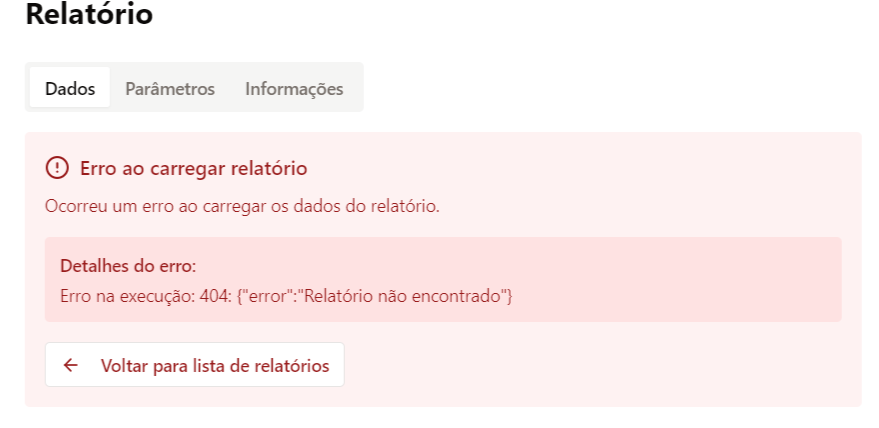 Relatório
Dados Parâmetros Informações
Erro ao carregar relatório
Ocorreu um erro ao carregar os dados do relatório.
Detalhes do erro:
Erro na execução: 404: {"error":"Relatório não encontrado"}
Voltar para lista de relatórios